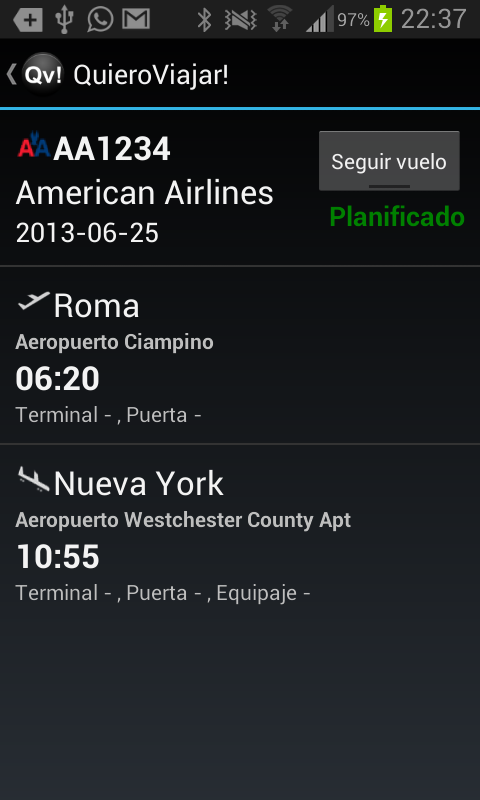 97% 22:37
Qv! QuieroViajar!
AA AA1234
American Airlines
2013-06-25
Seguir vuelo
Planificado
Roma
Aeropuerto Ciampino
06:20
Terminal - , Puerta -
Nueva York
Aeropuerto Westchester County Apt
10:55
Terminal - , Puerta - , Equipaje -